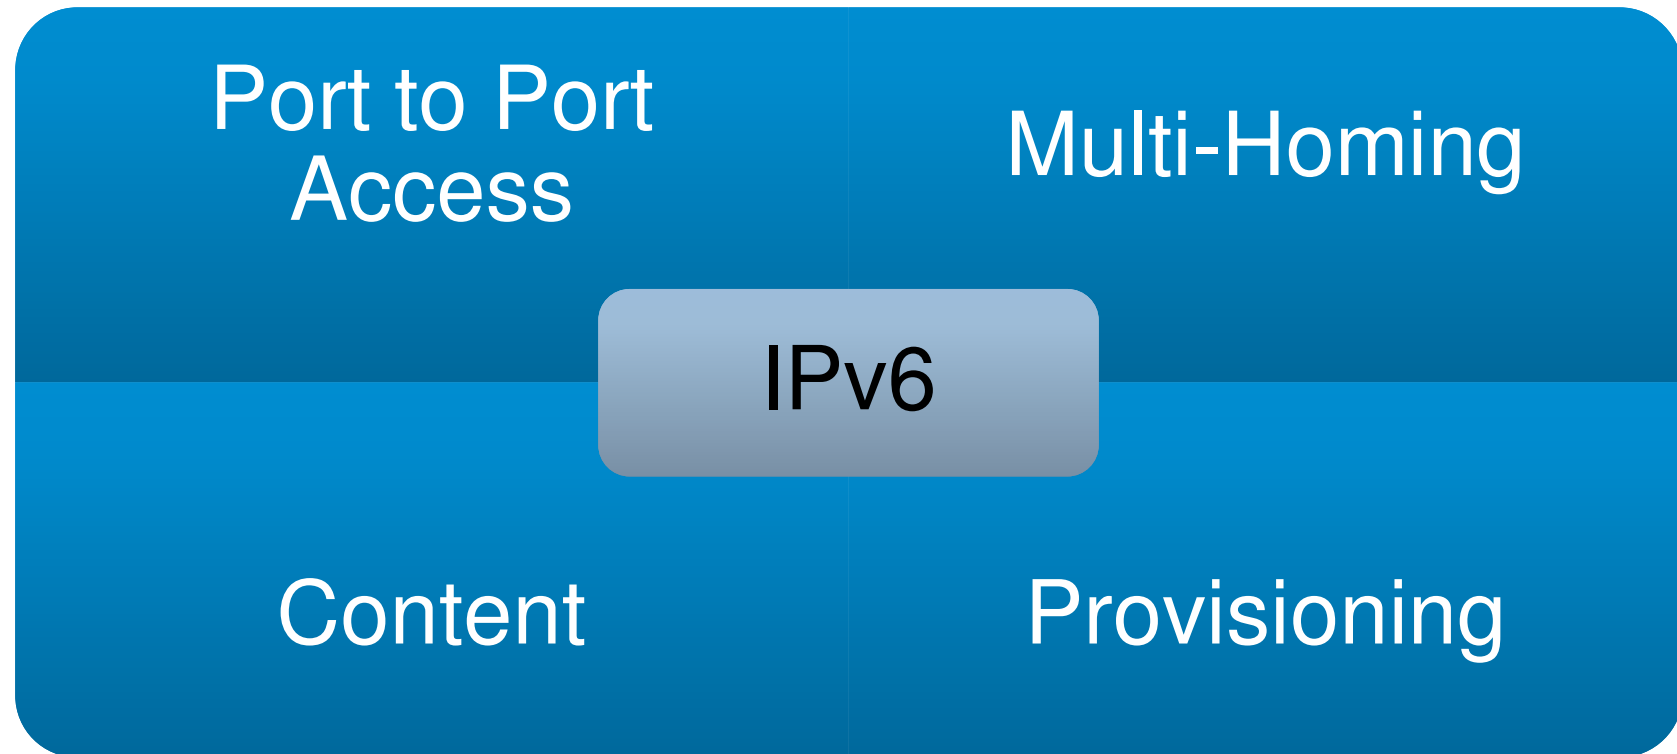 Port to Port
Access
Multi-Homing
IPv6
Content
Provisioning